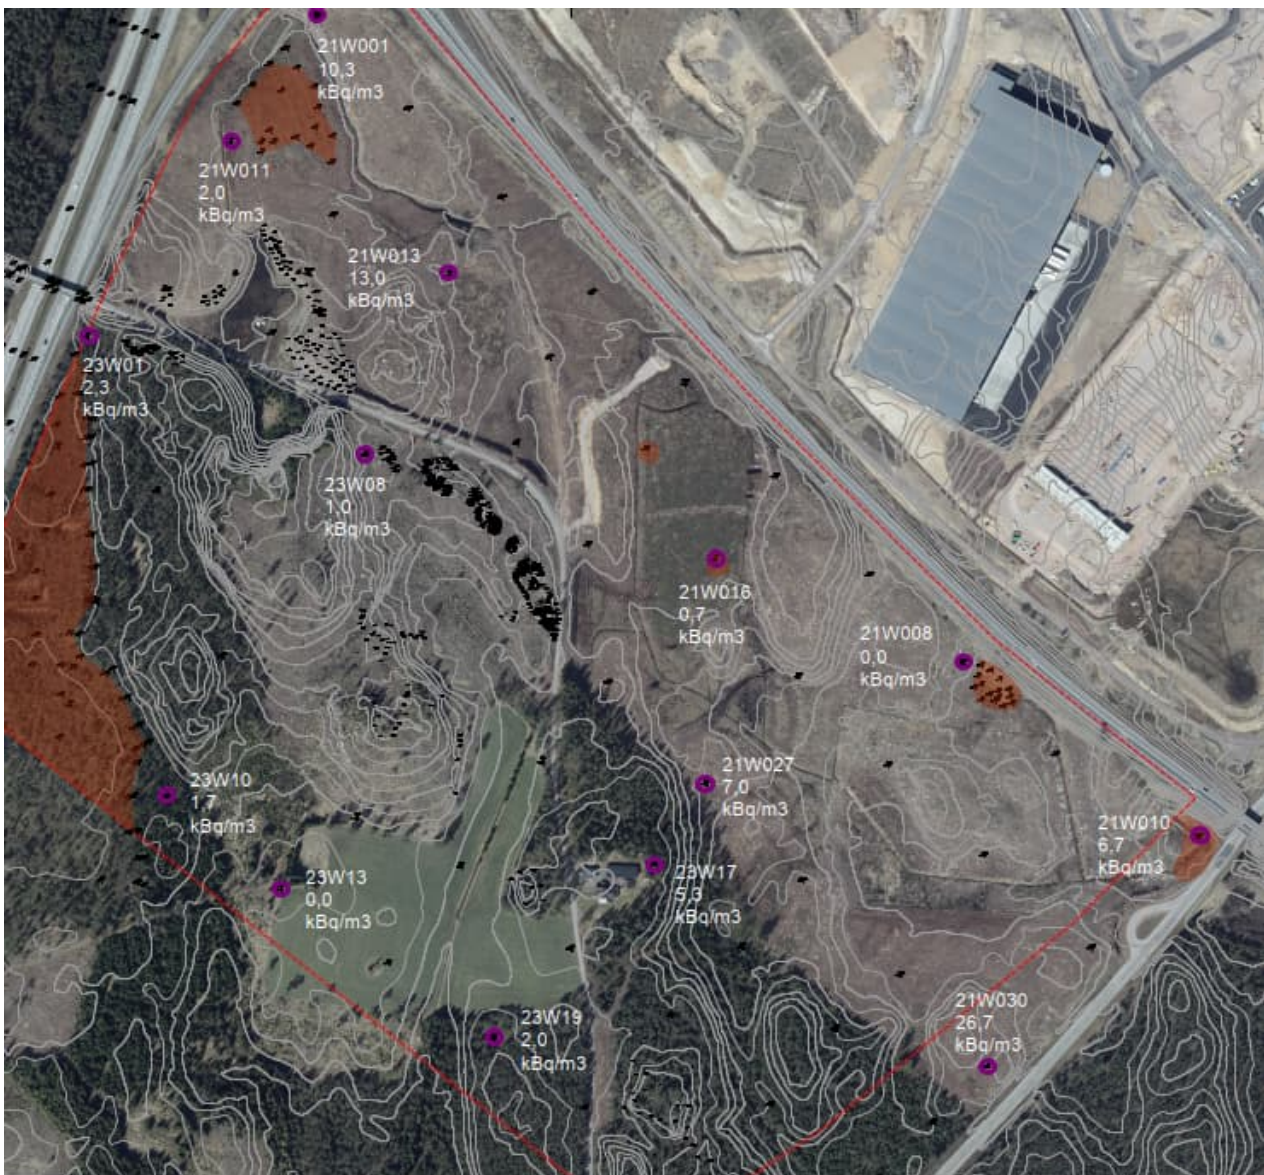 21W001
10,3
kBq/m3
21W011
2,0
kBq/m3
21W013
13,0
kBq/m3
23W01
2,3
kBq/m3
23W08
1,0
kBq/m3
21W016
0,7
kBq/m3
21W008
0,0
kBq/m3
21W027
7,0
kBq/m3
23W10
1,7
kBq/m3
21W010
6,7
kBq/m3
23W13
0,0
kBq/m3
23W17
5,3
kBq/m3
21W030
26,7
kBq/m3
23W19
2,0
kBq/m3